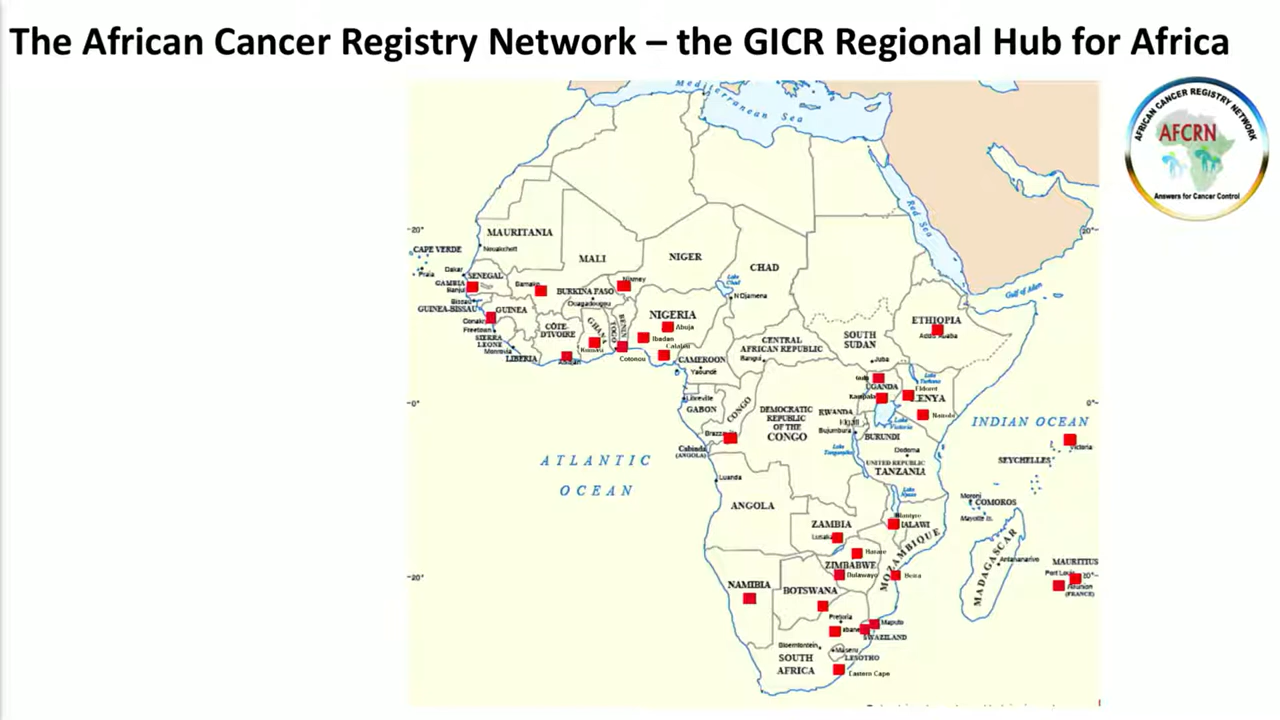 The African Cancer Registry Network – the GICR Regional Hub for Africa
AFRICAN CANCER REGISTRY NETWORK
AFCRN
Answers for Cancer Control
Mediterranean Sea
Red Sea
Gulf of Aden
20°
20°
MAURITANIA
Nouakchott
CAPE VERDE
Praia
MALI
NIGER
CHAD
Lake Chad
N'Djamena
Dakar
SENEGAL
GAMBIA
Banjul
Bamako
BURKINA FASO
Ouagadougou
Niamey
Bissau
GUINEA-BISSAU
GUINEA
Conakry
Freetown
SIERRA LEONE
Monrovia
LIBERIA
CÔTE D'IVOIRE
GHANA
TOGO
BENIN
Kumasi
Cotonou
NIGERIA
Abuja
Ibadan
Calabar
CAMEROON
Yaoundé
CENTRAL AFRICAN REPUBLIC
Bangui
SOUTH SUDAN
Juba
ETHIOPIA
Addis Ababa
Lake Turkana
UGANDA
Kampala
Eldoret
KENYA
Nairobi
0°
0°
Libreville
GABON
CONGO
DEMOCRATIC REPUBLIC OF THE CONGO
RWANDA
Kigali
Bujumbura
BURUNDI
Lake Victoria
Lake Tanganyika
Dodoma
UNITED REPUBLIC
TANZANIA
INDIAN OCEAN
Victoria
SEYCHELLES
Cabinda
(ANGOLA)
Luanda
ATLANTIC
OCEAN
ANGOLA
Lake Nyasa
Blantyre
MALAWI
Moroni
COMOROS
Mayotte is.
ZAMBIA
Lusaka
Harare
ZIMBABWE
Bulawayo
MOZAMBIQUE
Beira
MADAGASCAR
Antananarivo
MAURITIUS
Port Louis
Réunion
(FRANCE)
20°
20°
NAMIBIA
BOTSWANA
Pretoria
Maputo
SWAZILAND
Bloemfontein
Maseru
LESOTHO
SOUTH AFRICA
Eastern Cape